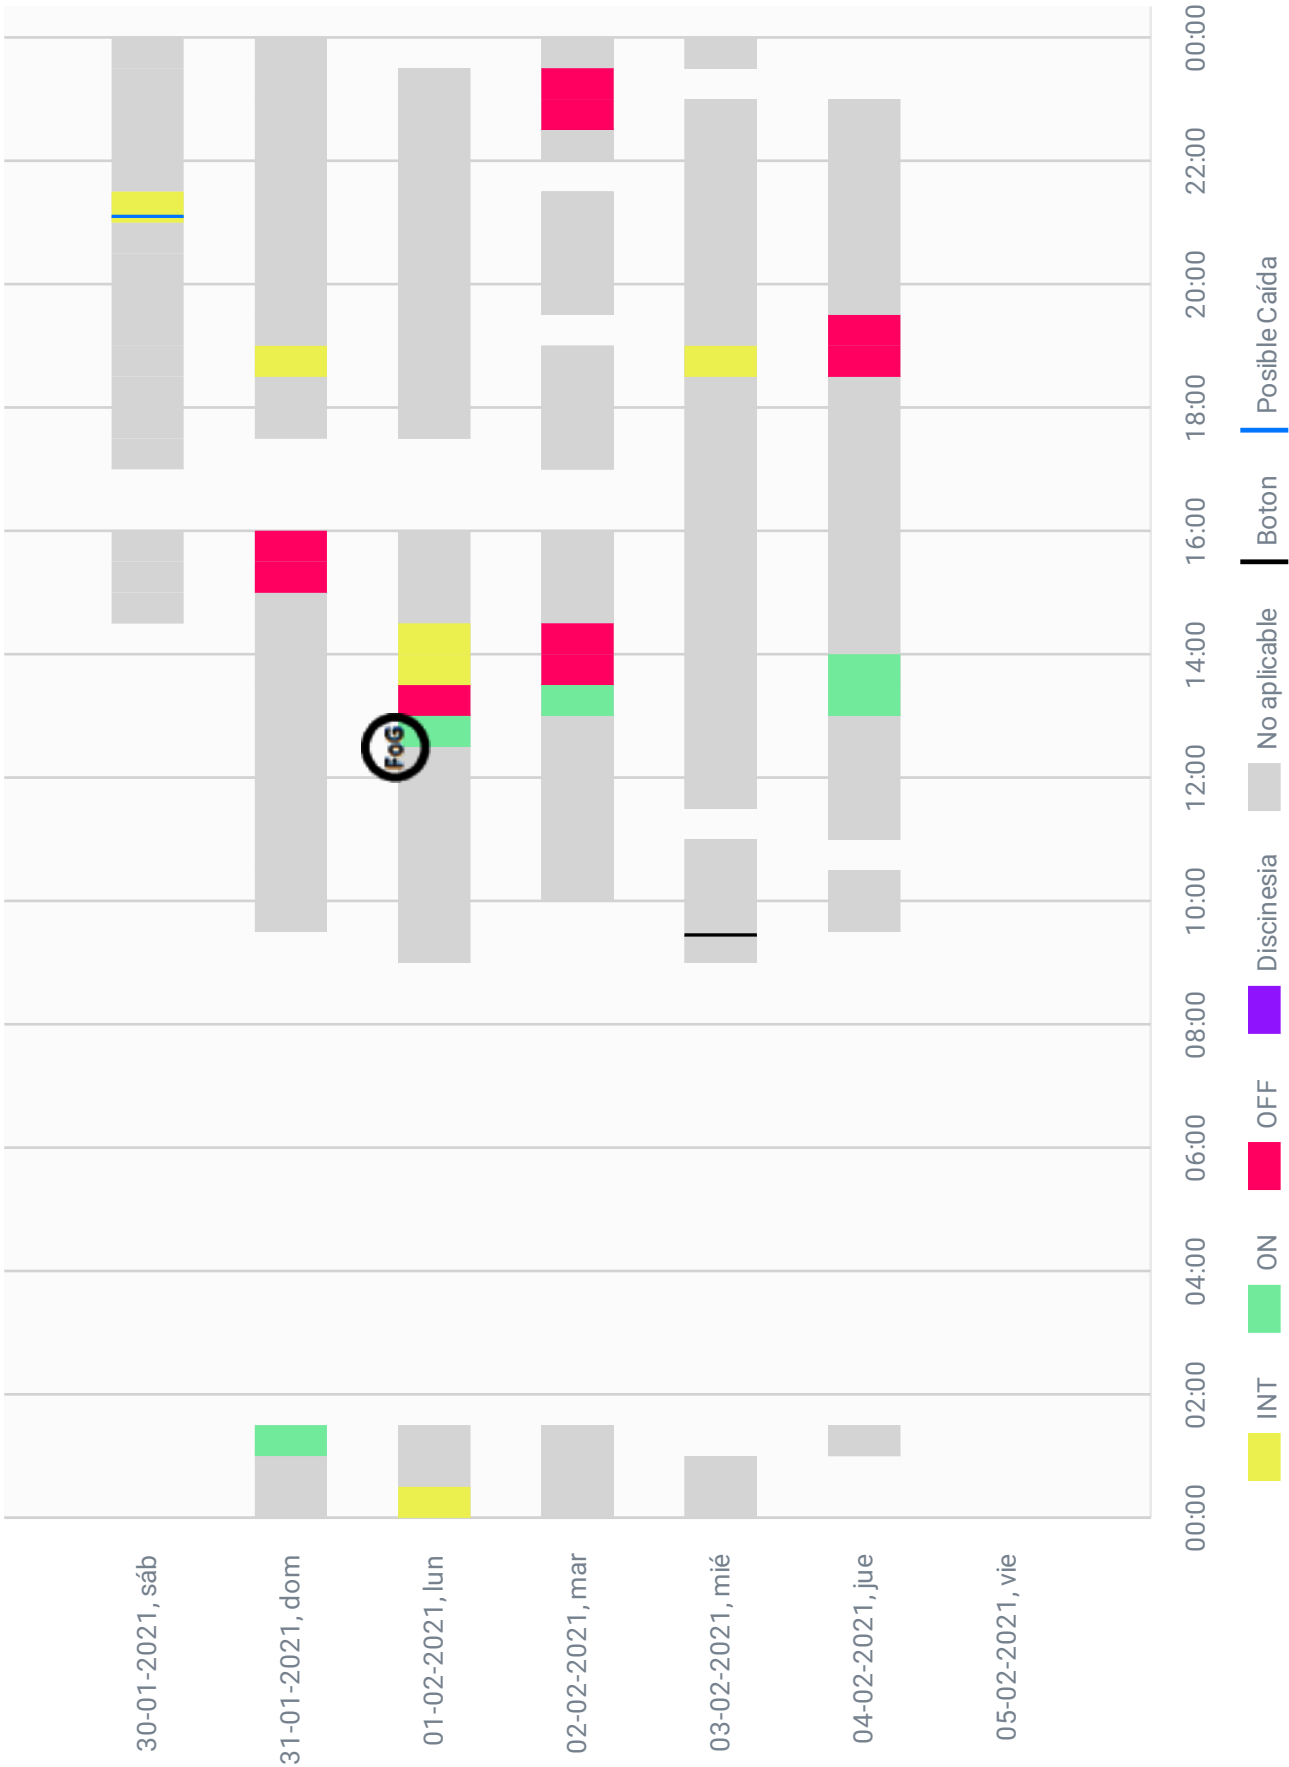 30-01-2021, sáb
31-01-2021, dom
01-02-2021, lun
FoG
02-02-2021, mar
03-02-2021, mié
04-02-2021, jue
05-02-2021, vie
00:00 02:00 04:00 06:00 08:00 10:00 12:00 14:00 16:00 18:00 20:00 22:00 00:00
INT ON OFF Discinesia No aplicable Boton Posible Caída